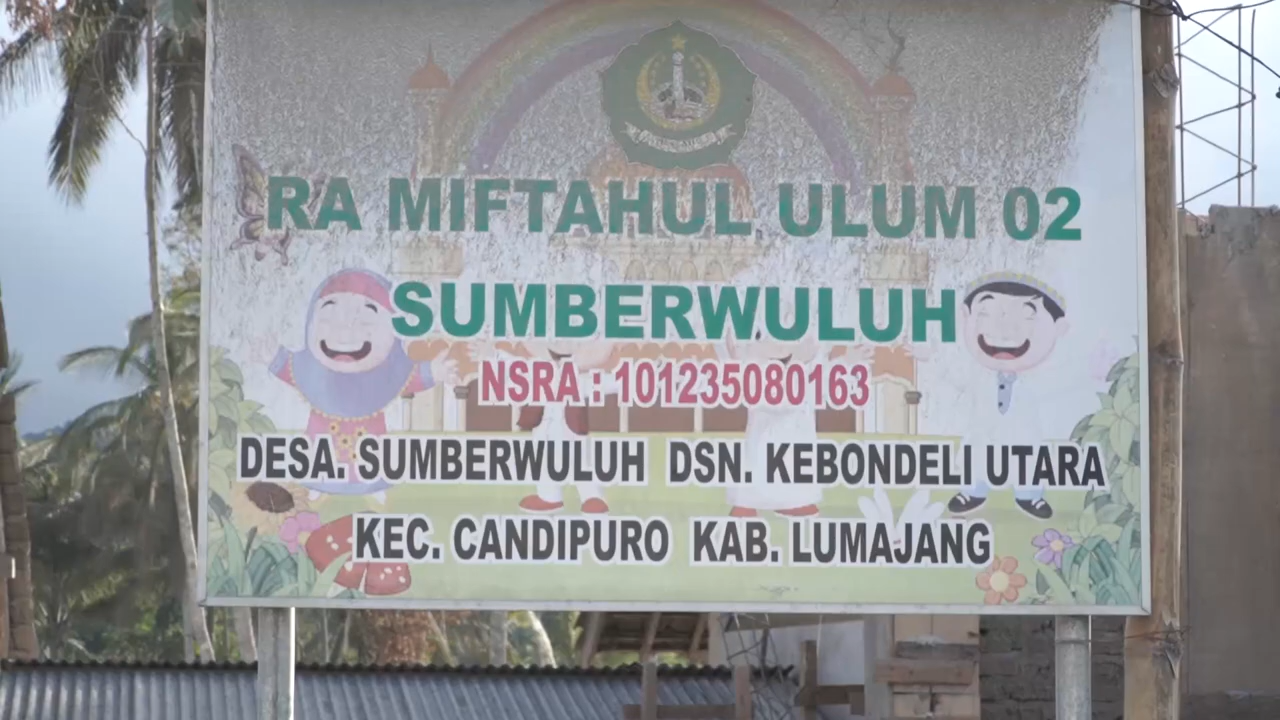 RA MIFTAHUL ULUM 02
SUMBERWULUH
NSRA : 101235080163
DESA. SUMBERWULUH DSN. KEBONDELI UTARA
KEC. CANDIPURO KAB. LUMAJANG